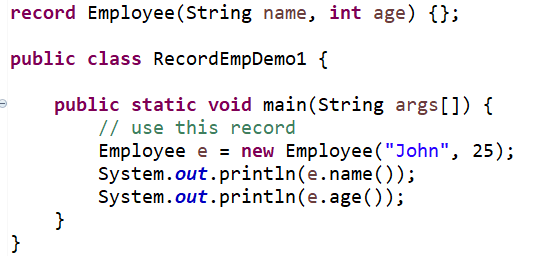 record Employee(String name, int age) {};
public class RecordEmpDemo1 {
public static void main(String args[]) {
// use this record
Employee e = new Employee("John", 25);
System.out.println(e.name());
System.out.println(e.age());
}
}